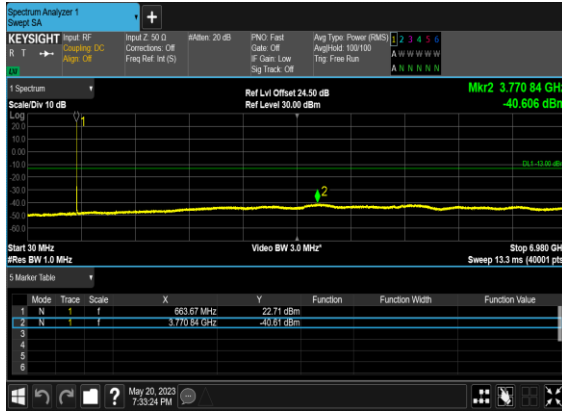 Spectrum Analyzer 1
Swept SA
+
KEYSIGHT Input: RF Input Z: 50 Ω #Atten: 20 dB PNO: Fast Avg Type: Power (RMS) 1 2 3 4 5 6
R T Coupling: DC Corrections: Off Gate: Off Avg|Hold: 100/100 A W W W W W
Align: Off Freq Ref: Int (S) IF Gain: Low Trig: Free Run
Sig Track: Off A N N N N N
LU
1 Spectrum Ref Lvl Offset 24.50 dB Mkr2 3.770 84 GHz
Scale/Div 10 dB Ref Level 30.00 dBm -40.606 dBm
Log
20.0
10.0
0.00
-10.0
-20.0
-30.0
-40.0
-50.0
-60.0
1
DL1 -13.00 dBm
2
Start 30 MHz Video BW 3.0 MHz* Stop 6.980 GHz
#Res BW 1.0 MHz Sweep 13.3 ms (40001 pts)
5 Marker Table
Mode Trace Scale X Y Function Function Width Function Value
1 N 1 f 663.67 MHz 22.71 dBm
2 N 1 f 3.770 84 GHz -40.61 dBm
3
4
5
6
? May 20, 2023
7:33:24 PM